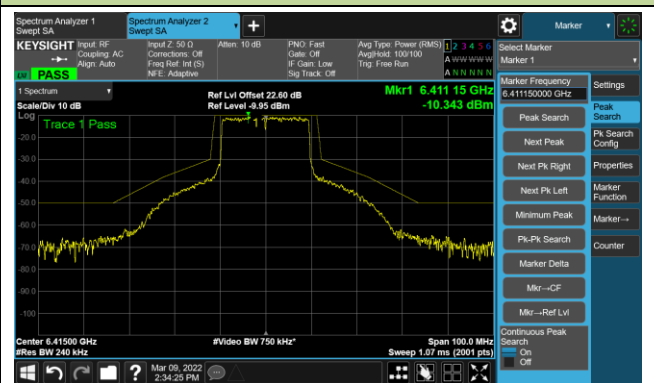 Spectrum Analyzer 1
Swept SA
Spectrum Analyzer 2
Swept SA
Marker
KEYSIGHT
Input: RF
Coupling: AC
Align: Auto
Input Z: 50 Ω
Corrections: Off
Freq Ref: Int (S)
NFE: Adaptive
Atten: 10 dB
PNO: Fast
Gate: Off
IF Gain: Low
Sig Track: Off
Avg Type: Power (RMS)
Avg|Hold: 100/100
Trig: Free Run
1 2 3 4 5 6
A W W W W W
A N N N N N
PASS
Select Marker
Marker 1
1 Spectrum
Scale/Div 10 dB
Ref Lvl Offset 22.60 dB
Ref Level -9.95 dBm
Mkr1 6.411 15 GHz
-10.343 dBm
Log
Trace 1 Pass
1
-20.0
-30.0
-40.0
-50.0
-60.0
-70.0
-80.0
-90.0
-100
Center 6.41500 GHz
#Res BW 240 kHz
#Video BW 750 kHz*
Span 100.0 MHz
Sweep 1.07 ms (2001 pts)
Marker Frequency
6.411150000 GHz
Peak Search
Next Peak
Next Pk Right
Next Pk Left
Minimum Peak
Pk-Pk Search
Marker Delta
Mkr→CF
Mkr→Ref Lvl
Continuous Peak
Search
On
Off
Settings
Peak
Search
Pk Search
Config
Properties
Marker
Function
Marker→
Counter
?
Mar 09, 2022
2:34:25 PM